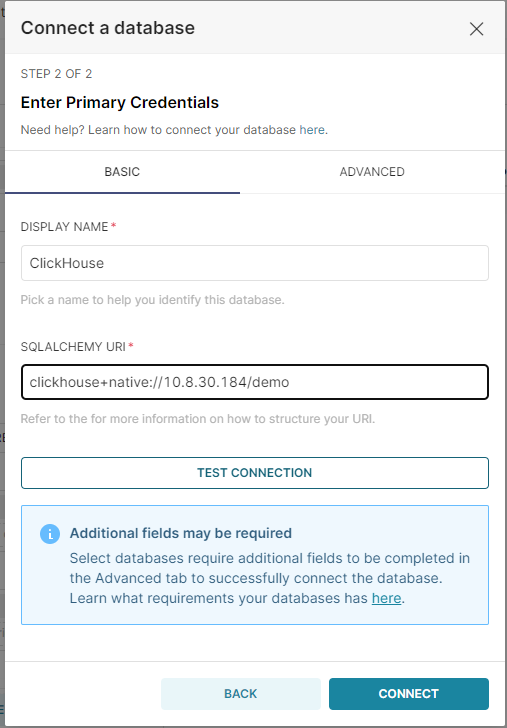 Connect a database
STEP 2 OF 2
Enter Primary Credentials
Need help? Learn how to connect your database here.
BASIC
ADVANCED
DISPLAY NAME*
ClickHouse
Pick a name to help you identify this database.
SQLALCHEMY URI*
clickhouse+native://10.8.30.184/demo
Refer to the for more information on how to structure your URI.
TEST CONNECTION
Additional fields may be required
Select databases require additional fields to be completed in
the Advanced tab to successfully connect the database.
Learn what requirements your databases has here.
BACK
CONNECT